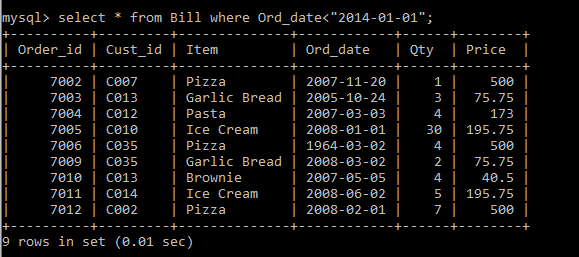 mysql> select * from Bill where Ord_date<"2014-01-01";
+----------+---------+--------------+------------+------+--------+
| Order_id | Cust_id | Item         | Ord_date   | Qty  | Price  |
+----------+---------+--------------+------------+------+--------+
|     7002 | C007    | Pizza        | 2007-11-20 |    1 |    500 |
|     7003 | C013    | Garlic Bread | 2005-10-24 |    3 |  75.75 |
|     7004 | C012    | Pasta        | 2007-03-03 |    4 |    173 |
|     7005 | C010    | Ice Cream    | 2008-01-01 |   30 | 195.75 |
|     7006 | C035    | Pizza        | 1964-03-02 |    4 |    500 |
|     7009 | C035    | Garlic Bread | 2008-03-02 |    2 |  75.75 |
|     7010 | C013    | Brownie      | 2007-05-05 |    4 |   40.5 |
|     7011 | C014    | Ice Cream    | 2008-06-02 |    5 | 195.75 |
|     7012 | C002    | Pizza        | 2008-02-01 |    7 |    500 |
+----------+---------+--------------+------------+------+--------+
9 rows in set (0.01 sec)